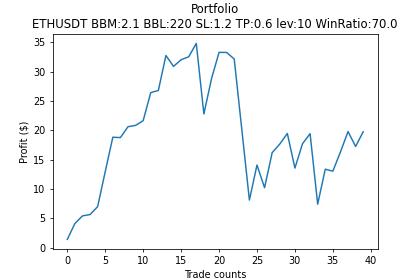 Portfolio
ETHUSDT BBM:2.1 BBL:220 SL:1.2 TP:0.6 lev:10 WinRatio:70.0
Profit ($)
35
30
25
20
15
10
5
0
0 5 10 15 20 25 30 35 40
Trade counts